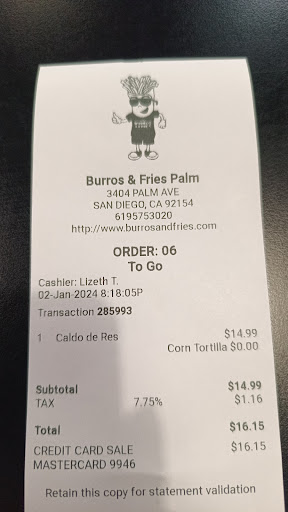 Burros & Fries Palm
3404 PALM AVE
SAN DIEGO, CA 92154
6195753020
http://www.burrosandfries.com
ORDER: 06
To Go
Cashier: Lizeth T.
02-Jan-2024 8:18:05P
Transaction 285993
1 Caldo de Res $14.99
Corn Tortilla $0.00
Subtotal $14.99
TAX 7.75% $1.16
Total $16.15
CREDIT CARD SALE $16.15
MASTERCARD 9946
Retain this copy for statement validation